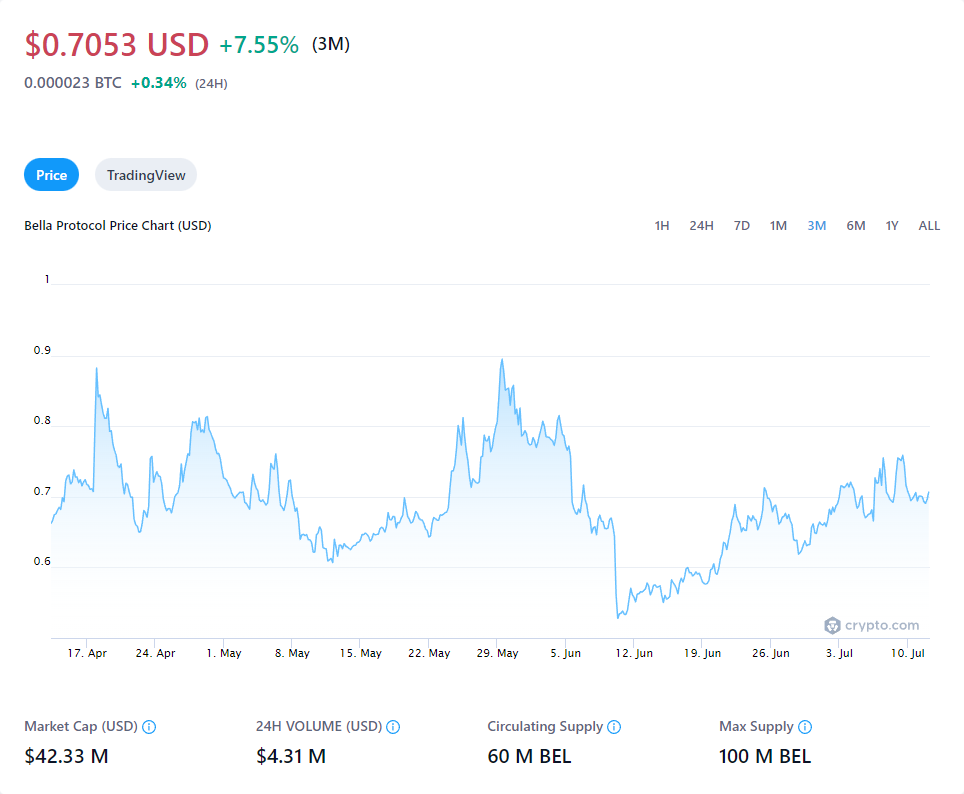 $0.7053 USD +7.55% (3M)
0.000023 BTC +0.34% (24H)
Price TradingView
Bella Protocol Price Chart (USD) 1H 24H 7D 1M 3M 6M 1Y ALL
1
0.9
0.8
0.7
0.6
crypto.com
17. Apr 24. Apr 1. May 8. May 15. May 22. May 29. May 5. Jun 12. Jun 19. Jun 26. Jun 3. Jul 10. Jul
Market Cap (USD) 24H VOLUME (USD) Circulating Supply Max Supply
$42.33 M $4.31 M 60 M BEL 100 M BEL